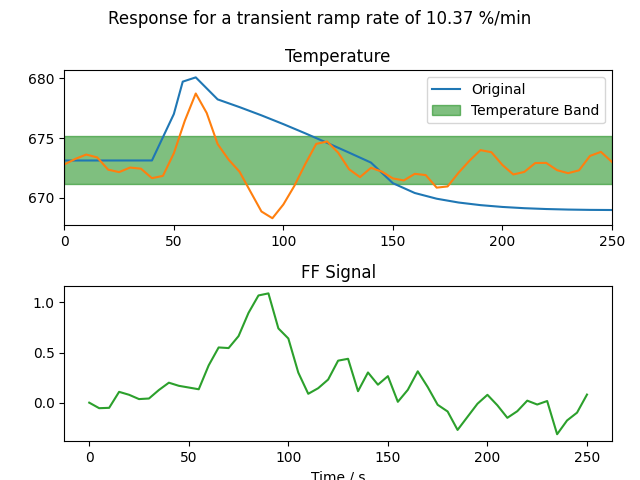 Response for a transient ramp rate of 10.37 %/min
Temperature
680
675
670
Original
Temperature Band
0 50 100 150 200 250
FF Signal
1.0
0.5
0.0
0 50 100 150 200 250
Time / s